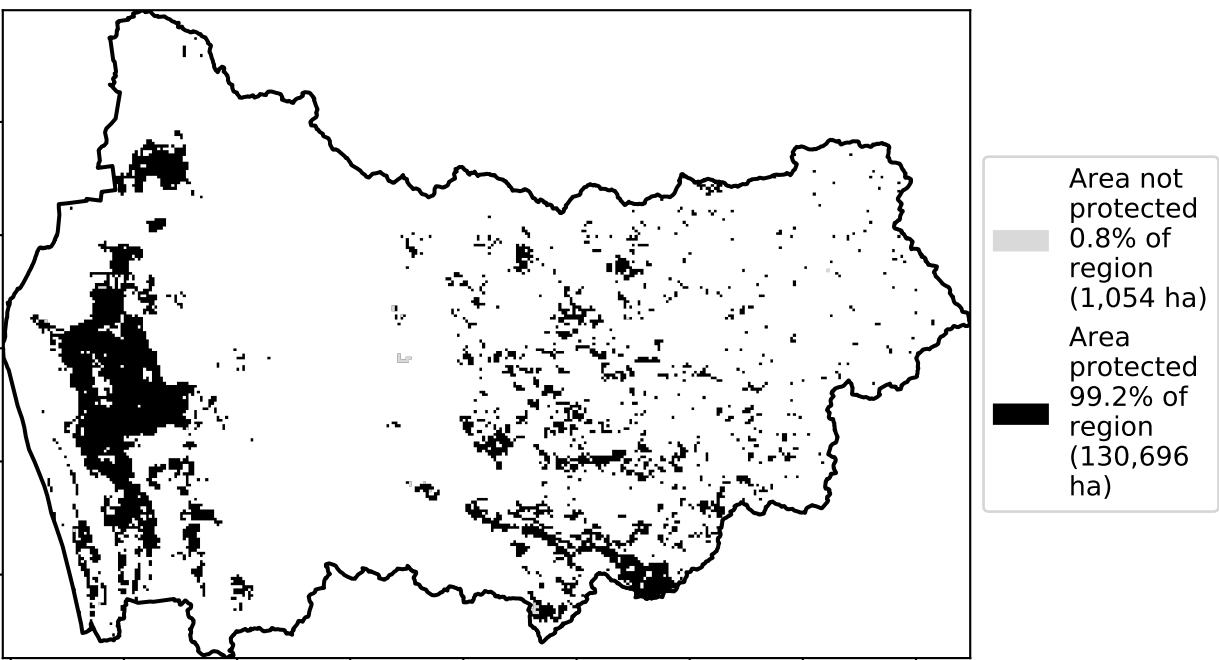 Area not
protected
0.8% of
region
(1,054 ha)
Area
protected
99.2% of
region
(130,696
ha)